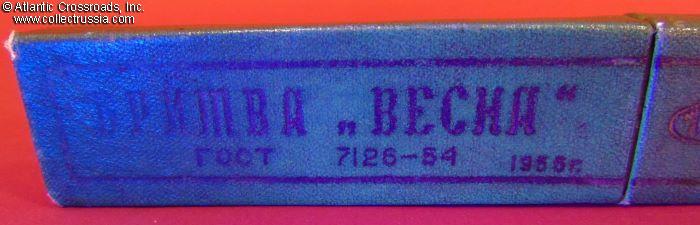 © Atlantic Crossroads, Inc.
www.collectrussia.com
БРИТВА „ВЕСНА“
ГОСТ 7126-54 1955г.